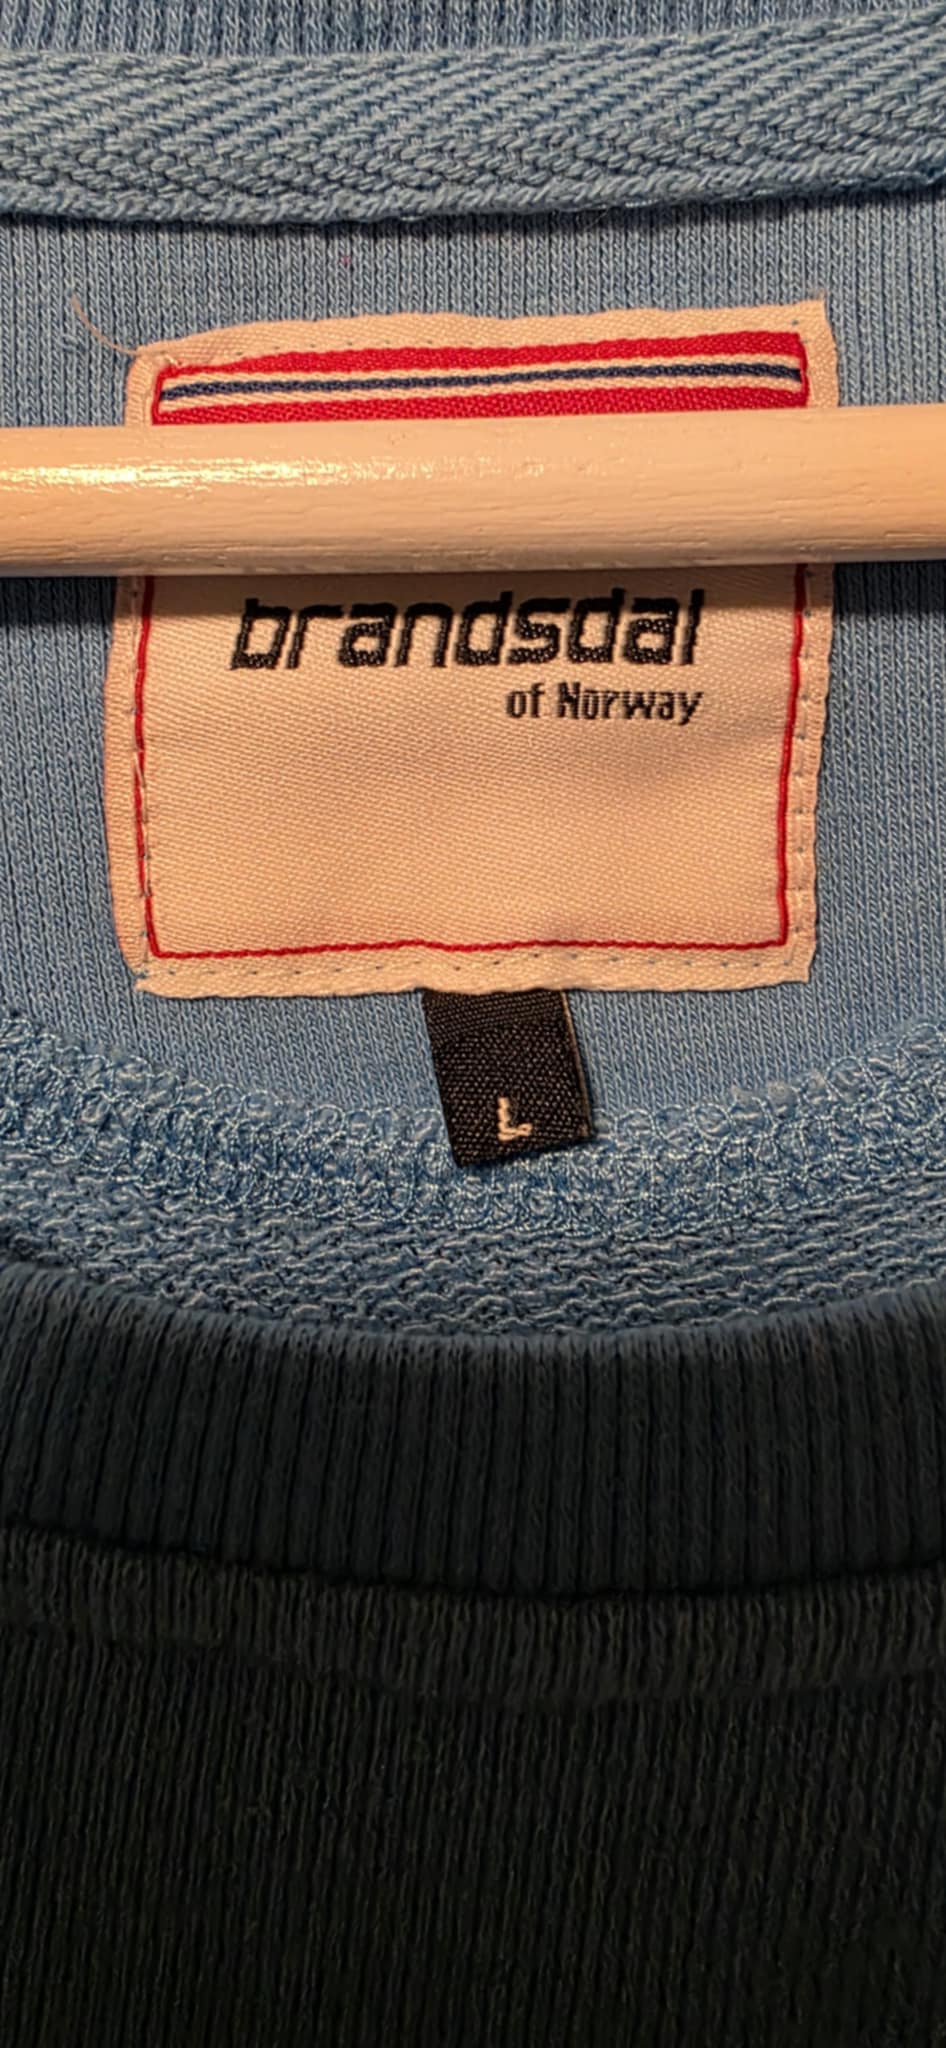 brandsdal
of Norway
L